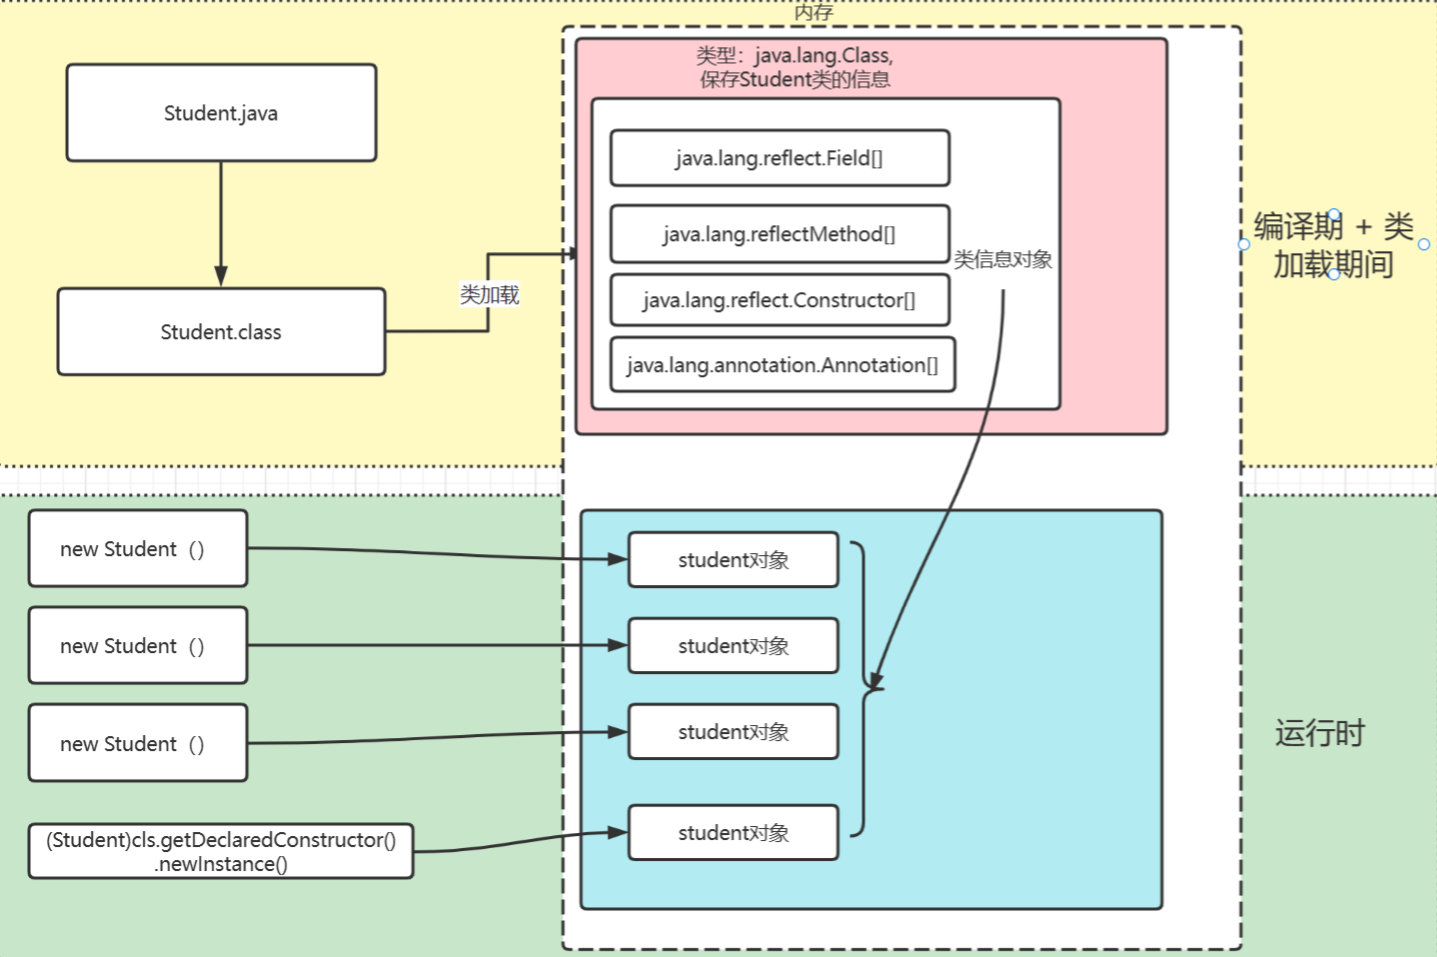 内存
类型：java.lang.Class,
保存Student类的信息
Student.java
java.lang.reflect.Field[]
java.lang.reflectMethod[]
类信息对象
编译期 + 类
加载期间
类加载
java.lang.reflect.Constructor[]
Student.class
java.lang.annotation.Annotation[]
new Student（）
student对象
new Student（）
student对象
new Student（）
student对象
运行时
(Student)cls.getDeclaredConstructor()
.newInstance()
student对象